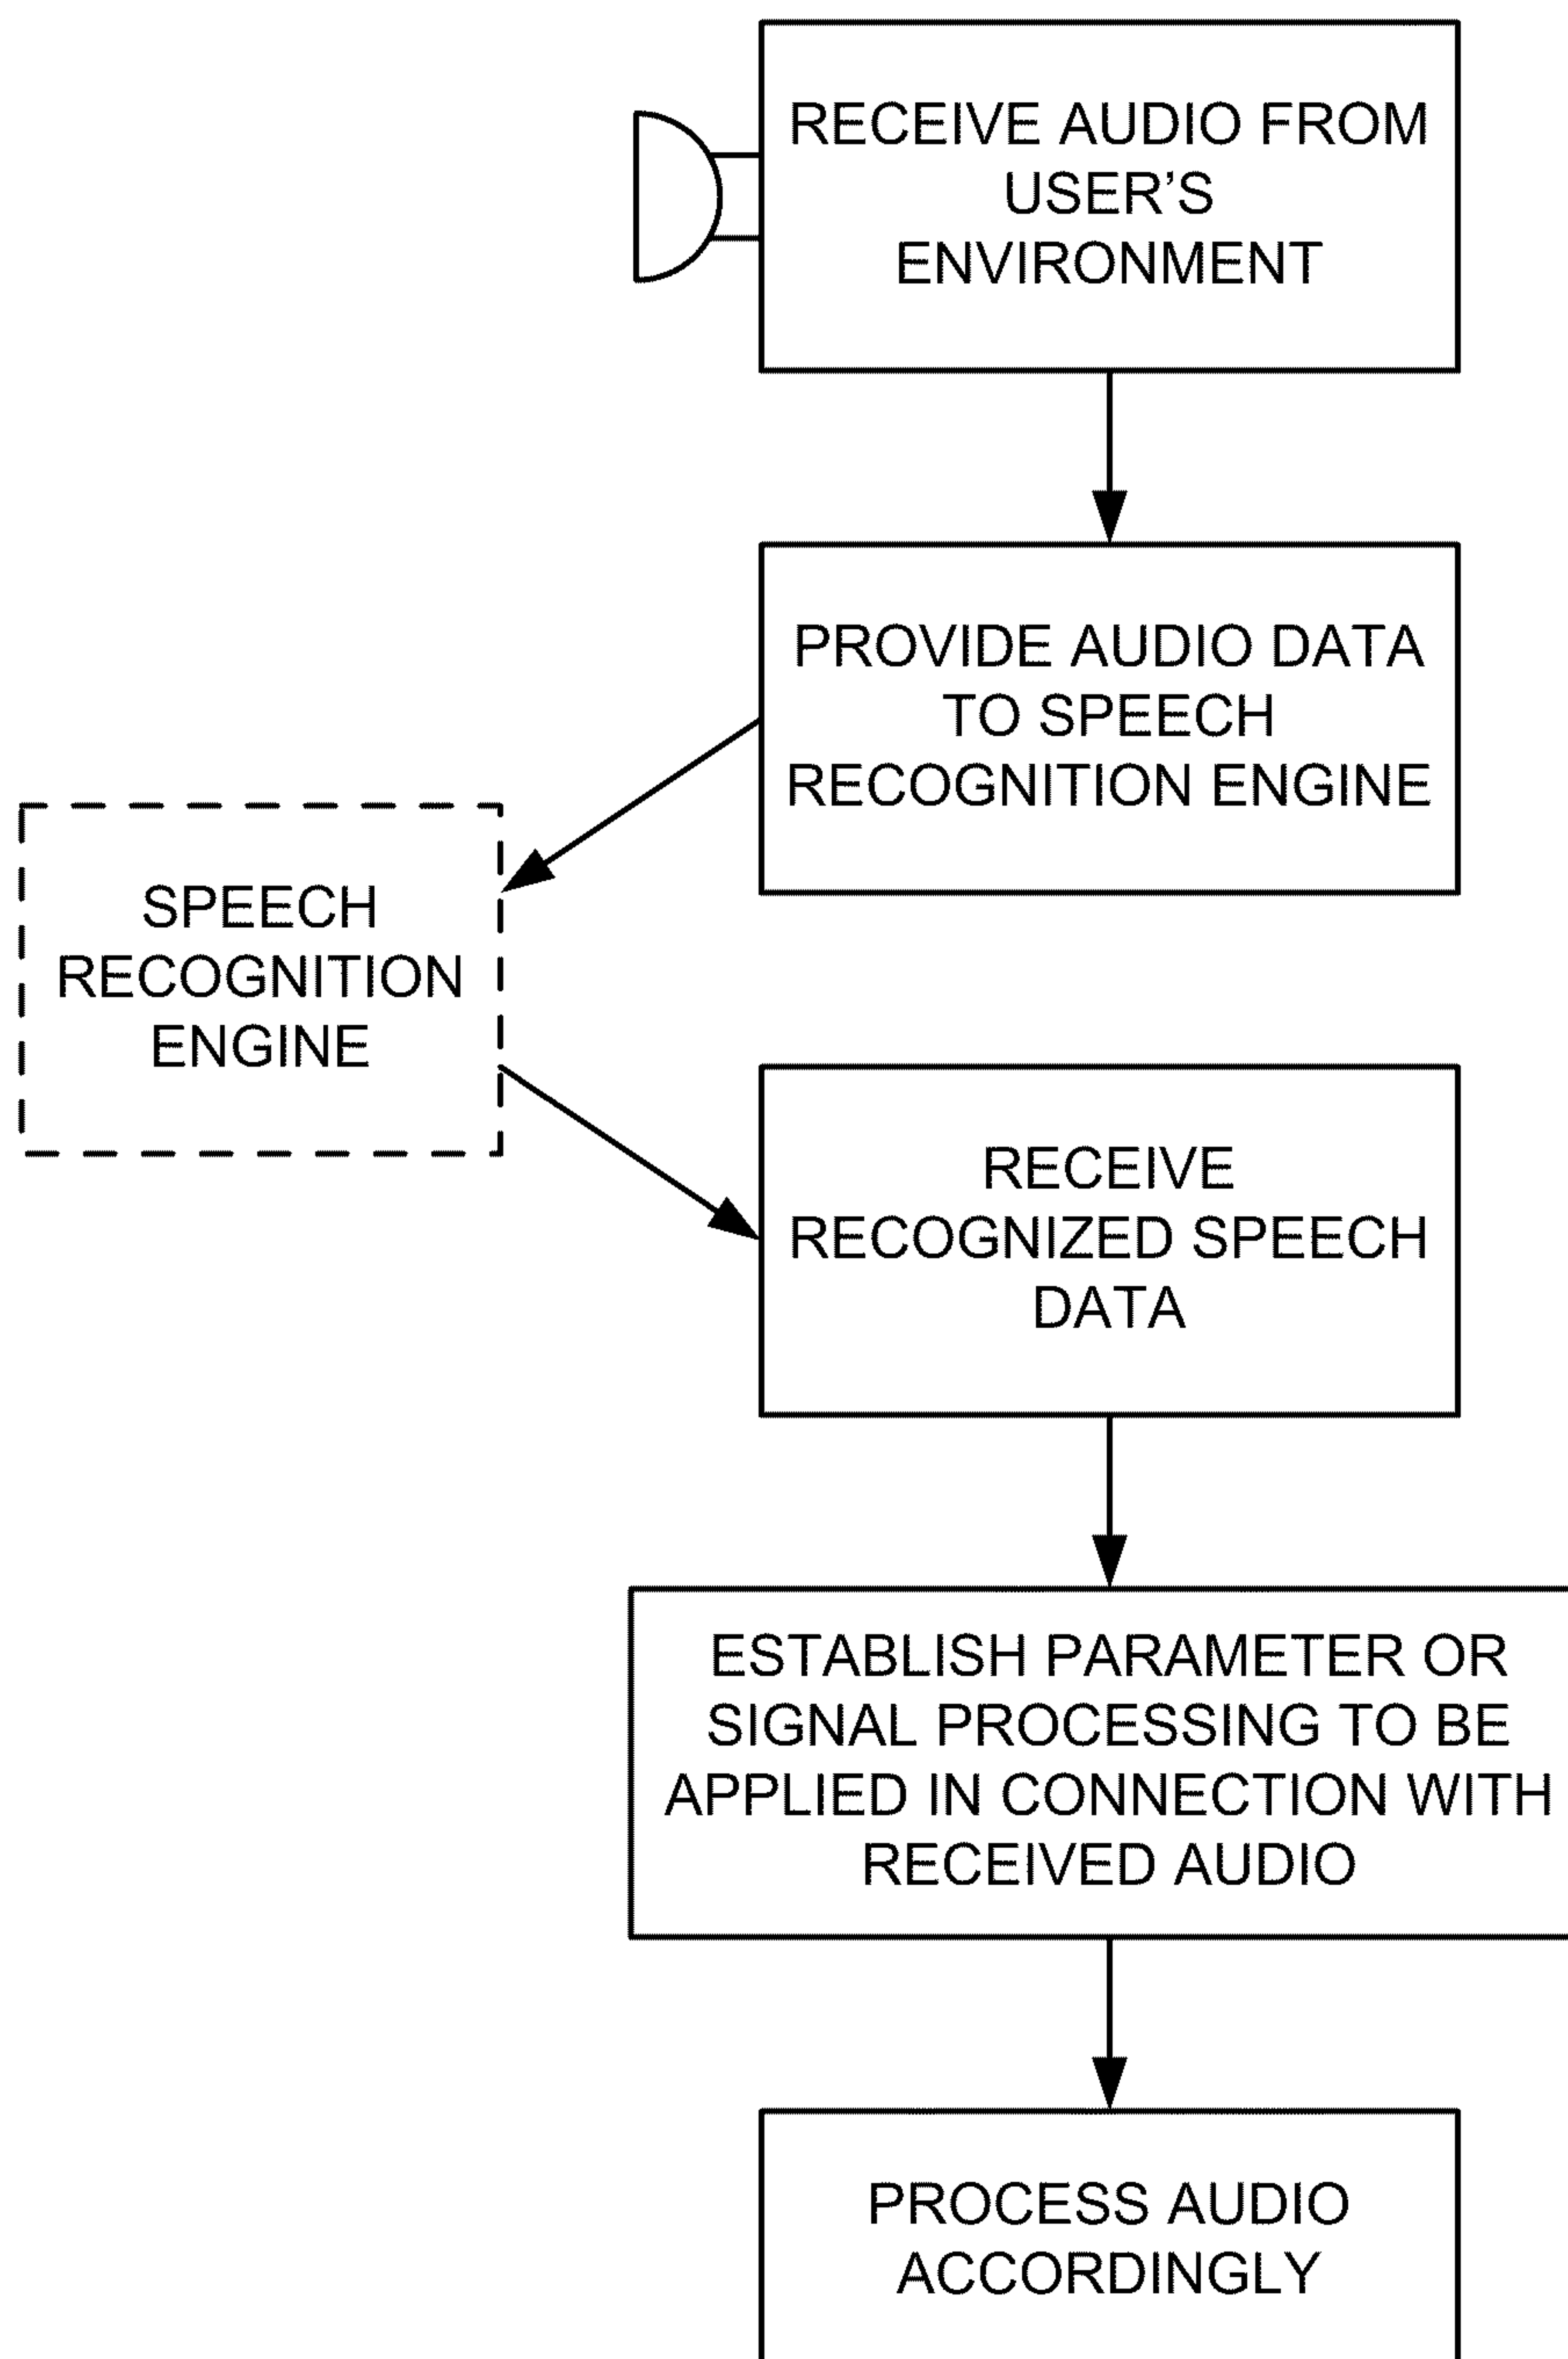 RECEIVE AUDIO FROM
USER’S
ENVIRONMENT
PROVIDE AUDIO DATA
TO SPEECH
RECOGNITION ENGINE
SPEECH
RECOGNITION
ENGINE
RECEIVE
RECOGNIZED SPEECH
DATA
ESTABLISH PARAMETER OR
SIGNAL PROCESSING TO BE
APPLIED IN CONNECTION WITH
RECEIVED AUDIO
PROCESS AUDIO
ACCORDINGLY